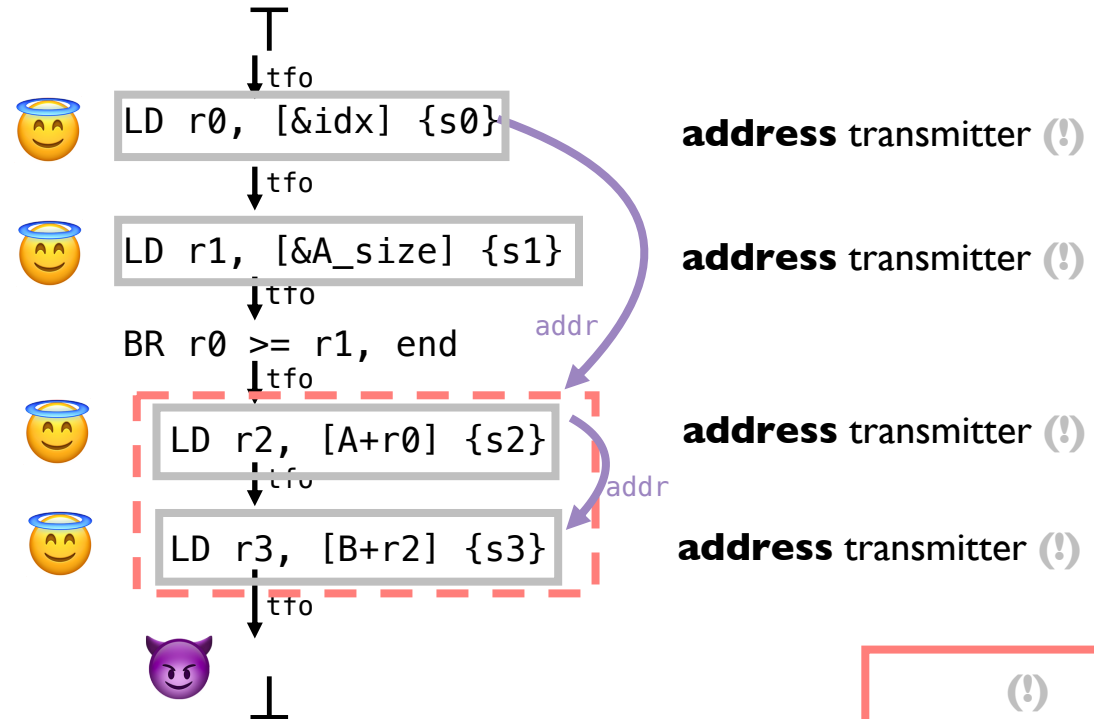 tfo
LD r0, [&idx] {s0} address transmitter (!)
tfo
LD r1, [&A_size] {s1} address transmitter (!)
tfo
addr
BR r0 >= r1, end
tfo
LD r2, [A+r0] {s2} address transmitter (!)
tfo
addr
LD r3, [B+r2] {s3} address transmitter (!)
tfo
(!)